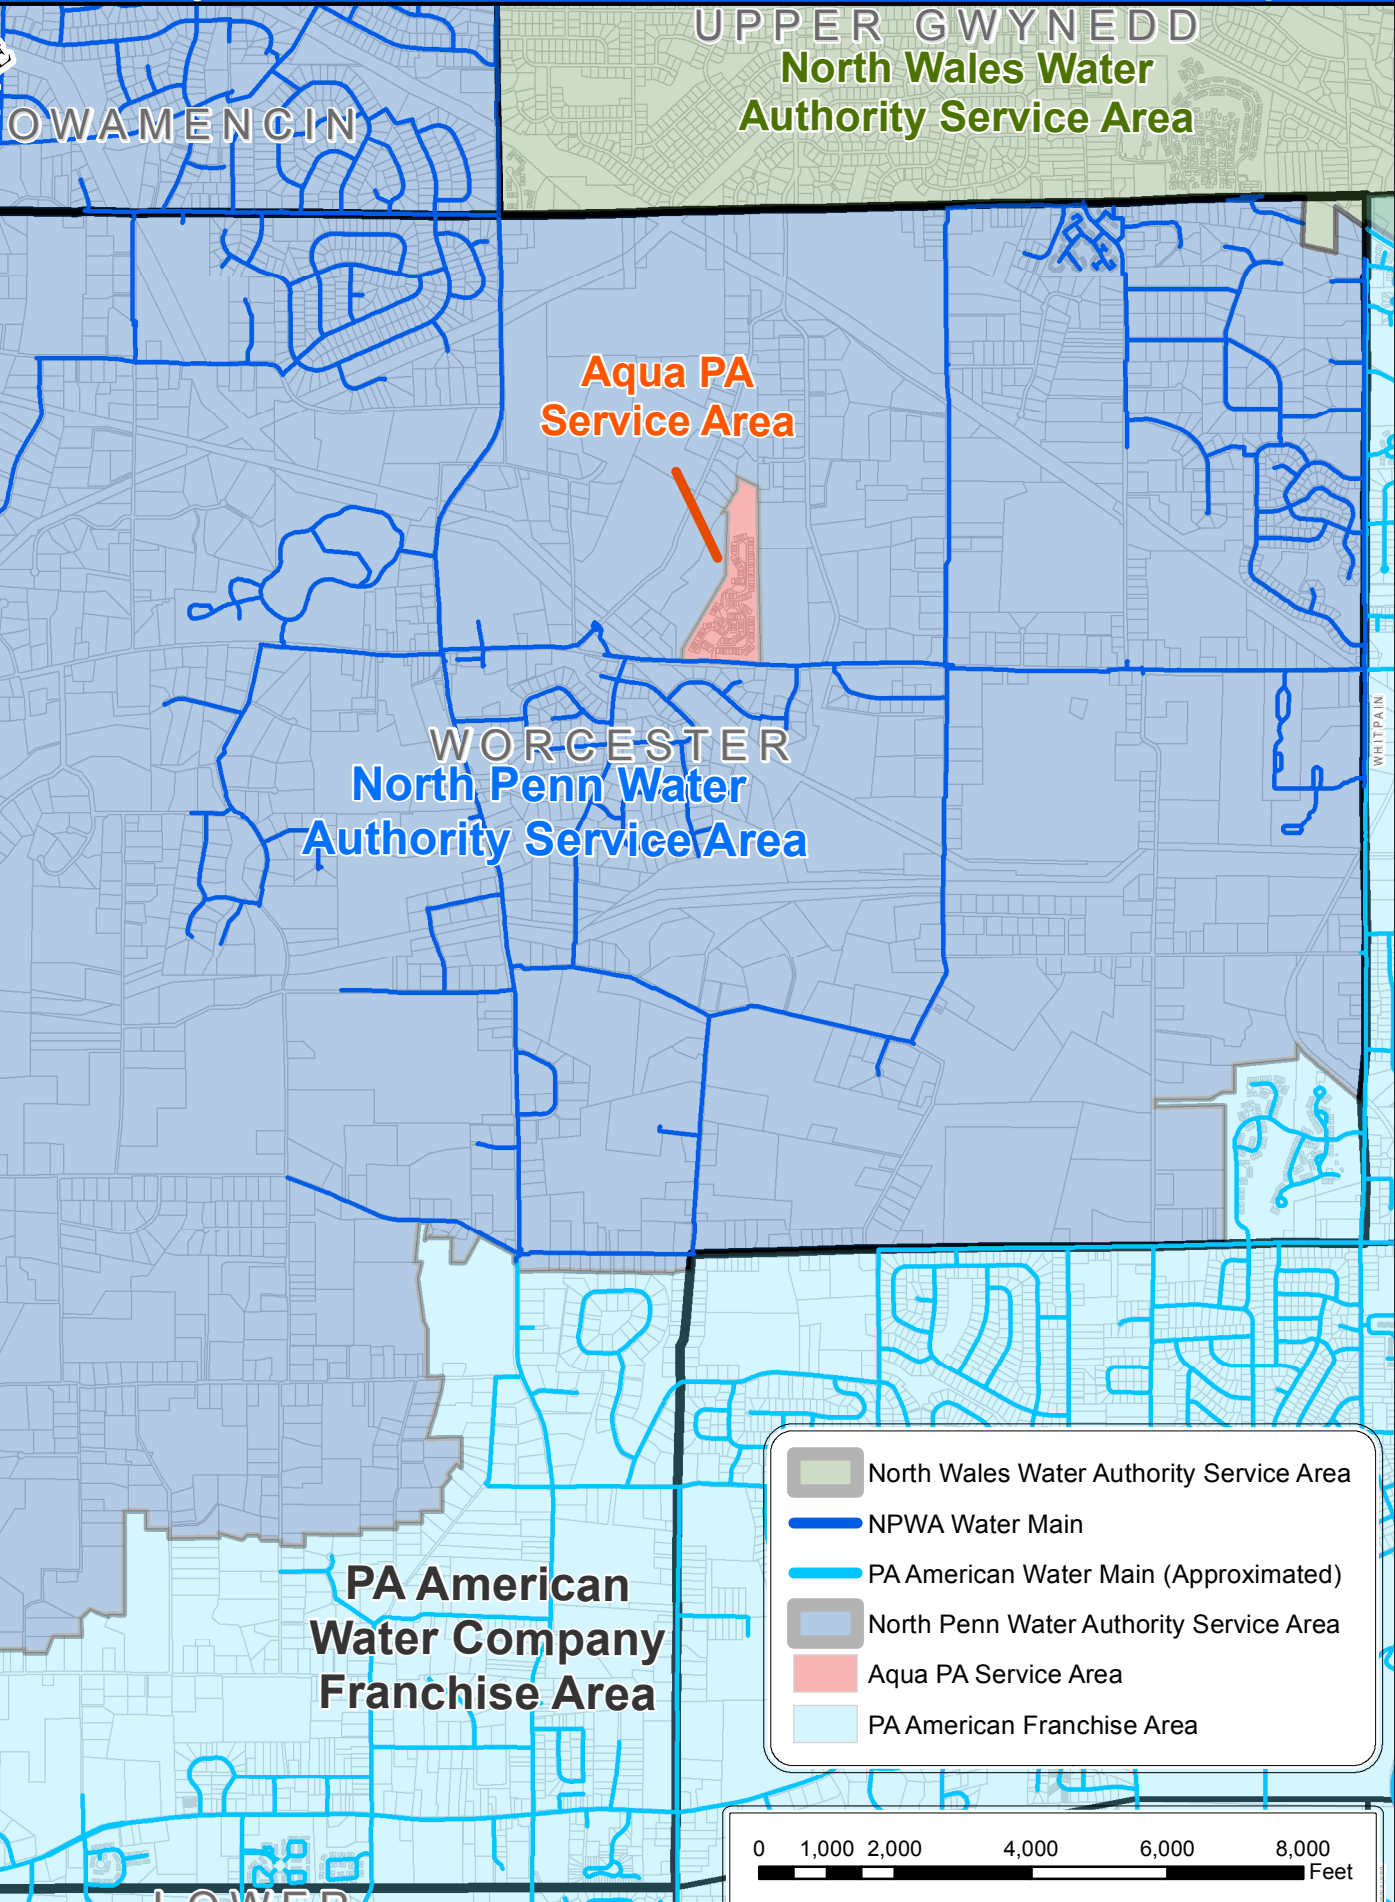 UPPER GWYNEDD
North Wales Water
Authority Service Area
OWAMENCIN
Aqua PA
Service Area
WHITPAIN
WORCESTER
North Penn Water
Authority Service Area
North Wales Water Authority Service Area
NPWA Water Main
PA American Water Main (Approximated)
North Penn Water Authority Service Area
Aqua PA Service Area
PA American Franchise Area
PA American
Water Company
Franchise Area
0 1,000 2,000 4,000 6,000 8,000
Feet
LOWER